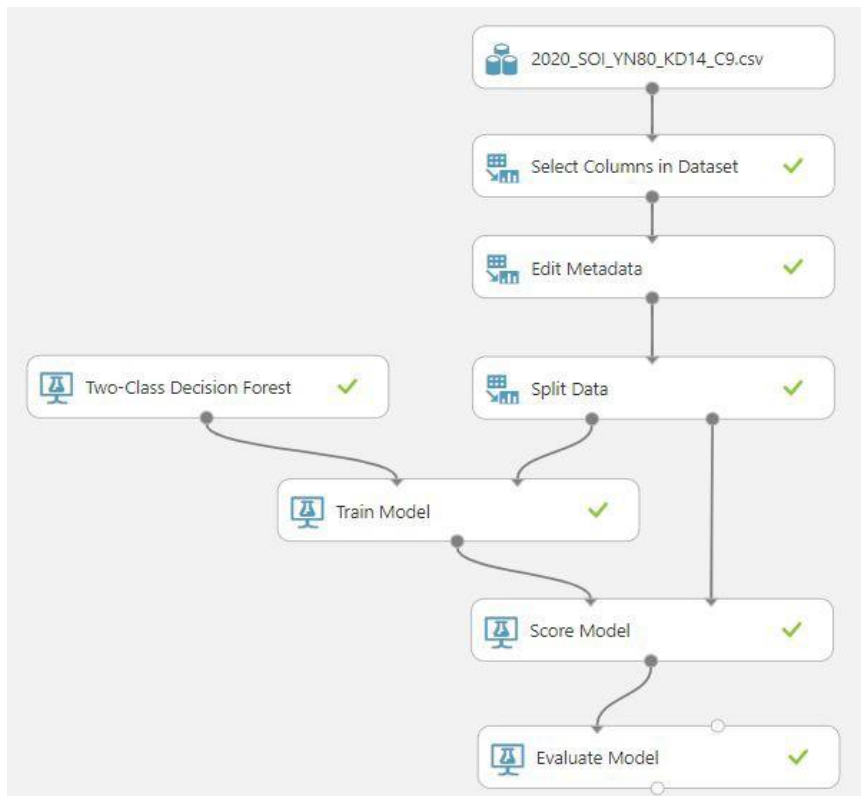 2020_SOI_YN80_KD14_C9.csv
Select Columns in Dataset
Edit Metadata
Two-Class Decision Forest
Split Data
Train Model
Score Model
Evaluate Model